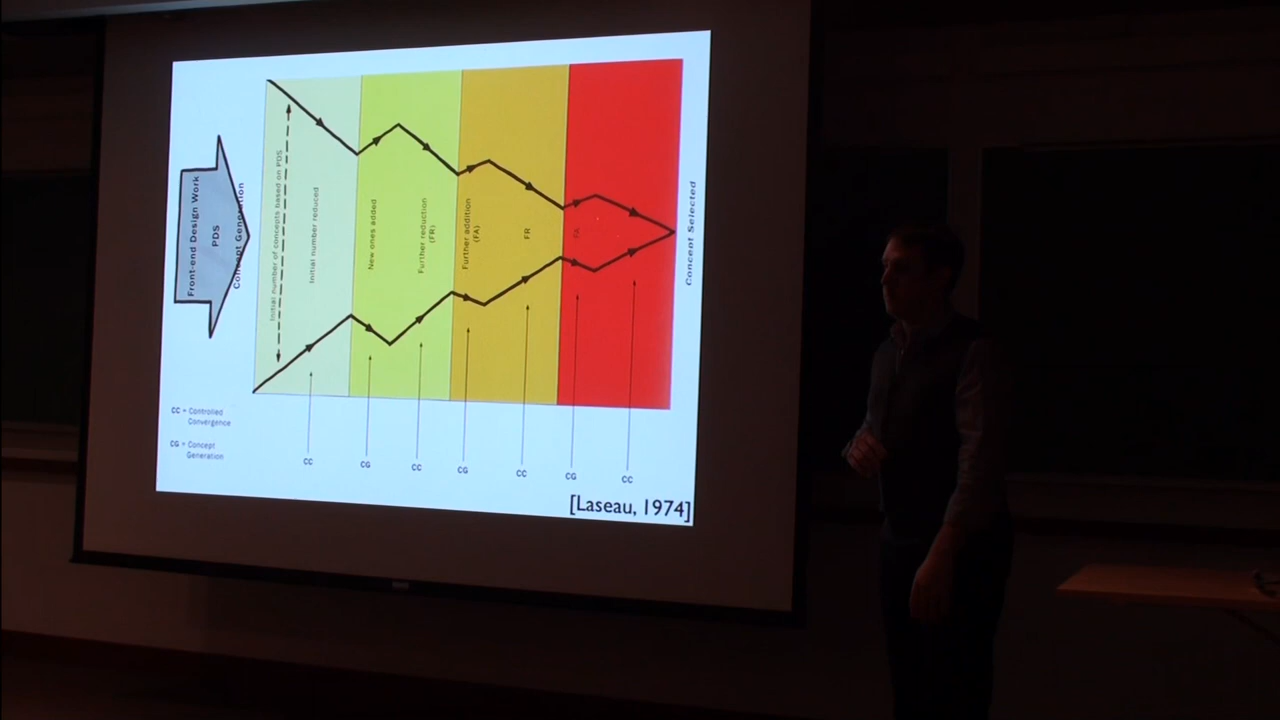 Front-end Design Work
PDS
Concept Generation
Initial number of concepts based on PDS
Initial number reduced
New ones added
Further reduction
(FR)
Further addition
(FA)
FR
FA
Concept Selected
CC = Controlled
Convergence
CG = Concept
Generation
CC
CG
CC
CG
CC
CG
CC
[Laseau, 1974]